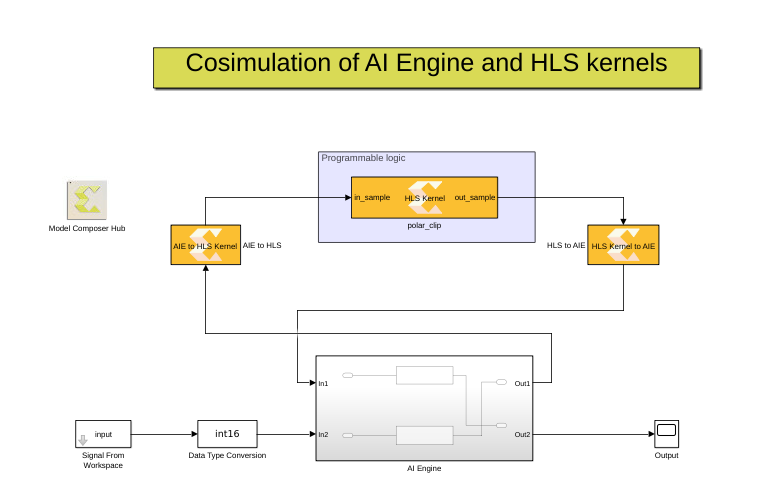 Cosimulation of AI Engine and HLS kernels
Programmable logic
in_sample
HLS Kernel
out_sample
polar_clip
Model Composer Hub
AIE to HLS Kernel
AIE to HLS
HLS to AIE
HLS Kernel to AIE
In1
Out1
input
int16
In2
Out2
Signal From
Workspace
Data Type Conversion
AI Engine
Output